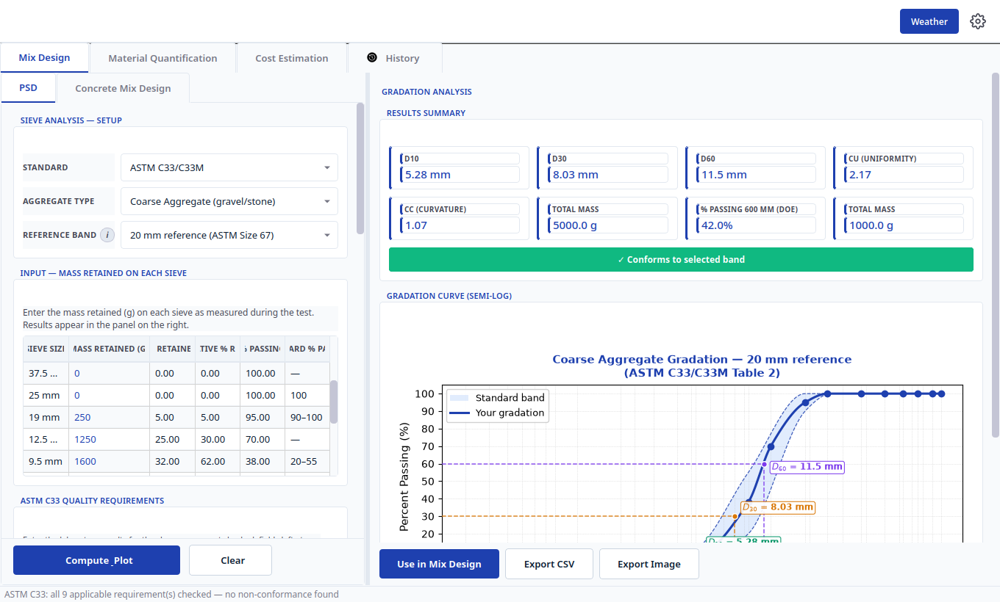 Weather
Mix Design
Material Quantification
Cost Estimation
History
PSD
Concrete Mix Design
SIEVE ANALYSIS — SETUP
STANDARD
ASTM C33/C33M
AGGREGATE TYPE
Coarse Aggregate (gravel/stone)
REFERENCE BAND i
20 mm reference (ASTM Size 67)
INPUT — MASS RETAINED ON EACH SIEVE
Enter the mass retained (g) on each sieve as measured during the test.
Results appear in the panel on the right.
SIEVE SIZE MASS RETAINED (G RETAINE TIVE % R % PASSING ARD % PA
37.5 ... 0 0.00 0.00 100.00 —
25 mm 0 0.00 0.00 100.00 100
19 mm 250 5.00 5.00 95.00 90–100
12.5 ... 1250 25.00 30.00 70.00 —
9.5 mm 1600 32.00 62.00 38.00 20–55
ASTM C33 QUALITY REQUIREMENTS
Compute_Plot
Clear
GRADATION ANALYSIS
RESULTS SUMMARY
D10
5.28 mm
D30
8.03 mm
D60
11.5 mm
CU (UNIFORMITY)
2.17
CC (CURVATURE)
1.07
TOTAL MASS
5000.0 g
% PASSING 600 MM (DOE)
42.0%
TOTAL MASS
1000.0 g
✓ Conforms to selected band
GRADATION CURVE (SEMI-LOG)
Coarse Aggregate Gradation — 20 mm reference
(ASTM C33/C33M Table 2)
Standard band
Your gradation
Percent Passing (%)
100
90
80
70
60
50
40
30
20
D60 = 11.5 mm
D30 = 8.03 mm
= 5.28 mm
Use in Mix Design
Export CSV
Export Image
ASTM C33: all 9 applicable requirement(s) checked — no non-conformance found